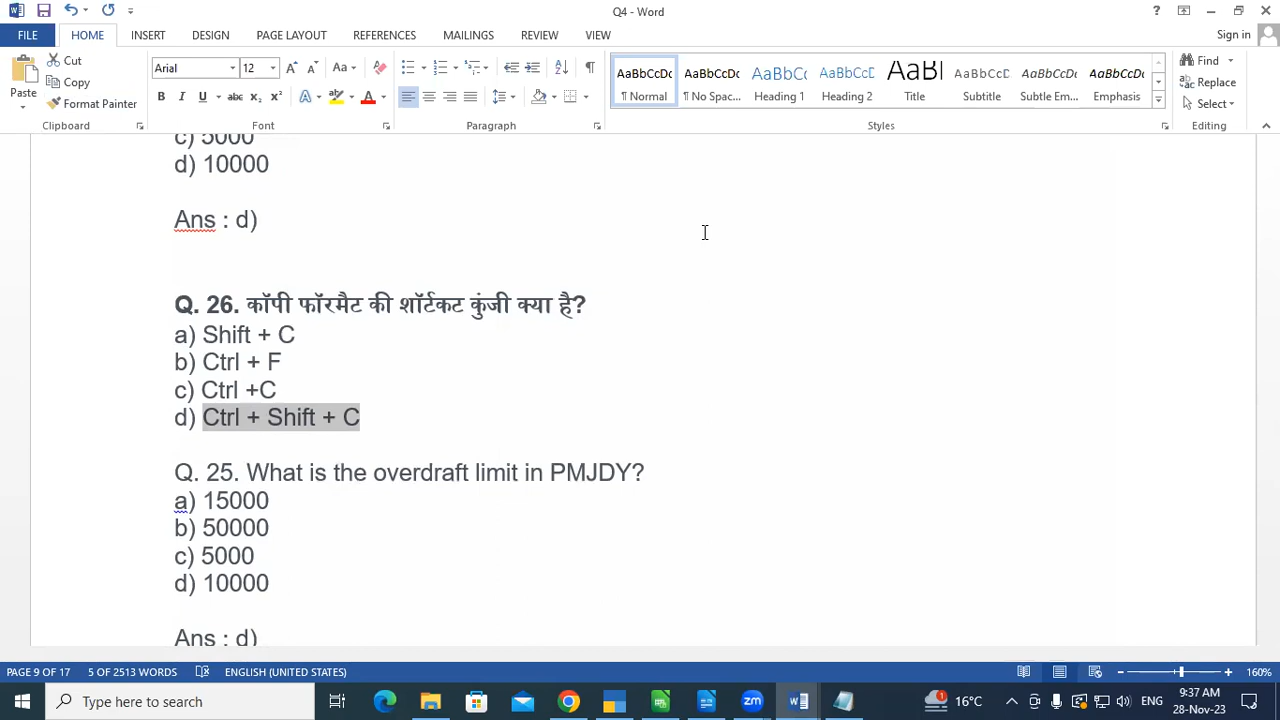 Q4 - Word
Sign in
FILE HOME INSERT DESIGN PAGE LAYOUT REFERENCES MAILINGS REVIEW VIEW
Paste
Cut
Copy
Format Painter
Clipboard
Arial 12
Font
Paragraph
AaBbCcDc AaBbCcDc AaBbCc AaBbCc AaBl AaBbCcD AaBbCcDc AaBbCcDc
¶ Normal ¶ No Spac... Heading 1 Heading 2 Title Subtitle Subtle Em... Emphasis
Styles
Find
Replace
Select
Editing
c) 5000
d) 10000
Ans : d)
Q. 26. कॉपी फॉरमैट की शॉर्टकट कुंजी क्या है?
a) Shift + C
b) Ctrl + F
c) Ctrl +C
d) Ctrl + Shift + C
Q. 25. What is the overdraft limit in PMJDY?
a) 15000
b) 50000
c) 5000
d) 10000
Ans : d)
PAGE 9 OF 17 5 OF 2513 WORDS ENGLISH (UNITED STATES) 160%
Type here to search
16°C
ENG
9:37 AM
28-Nov-23